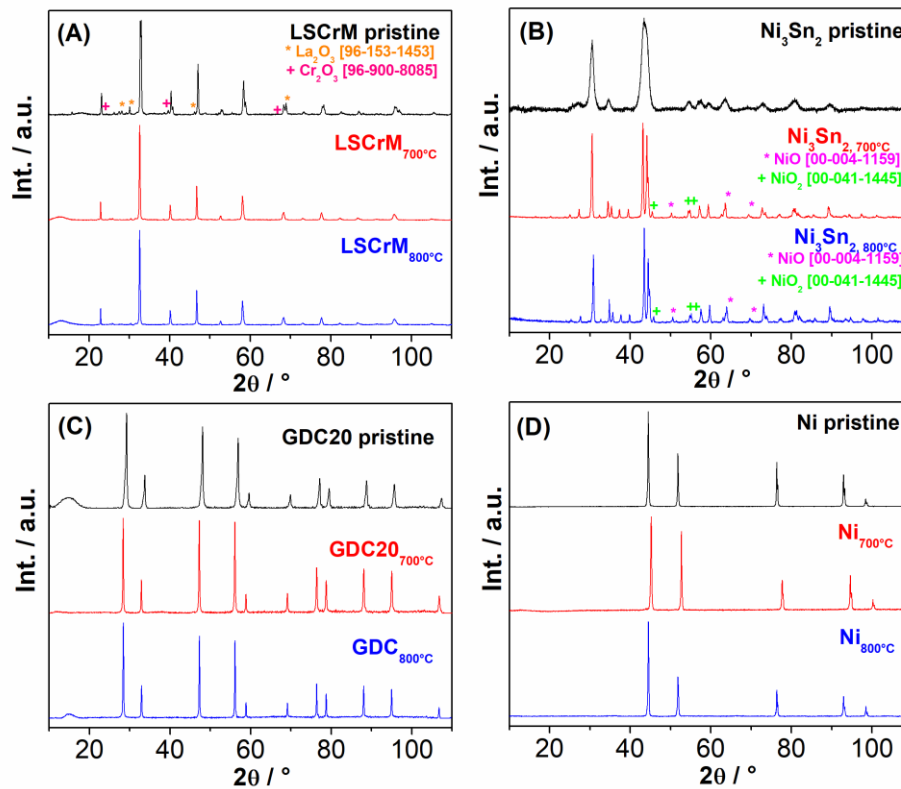 (A) LSCrM pristine
* La₂O₃ [96-153-1453]
+ Cr₂O₃ [96-900-8085]
+ * * + * + *
LSCrM₇₀₀°C
LSCrM₈₀₀°C
Int. / a.u.
20 40 60 80 100
2θ / °
(B)
Ni₃Sn₂ pristine
Ni₃Sn₂, ₇₀₀°C
* NiO [00-004-1159]
+ NiO₂ [00-041-1445]
+ * ++ * *
Ni₃Sn₂, ₈₀₀°C
* NiO [00-004-1159]
+ NiO₂ [00-041-1445]
+ * ++ * *
Int. / a.u.
20 40 60 80 100
2θ / °
(C) GDC20 pristine
GDC20₇₀₀°C
GDC₈₀₀°C
Int. / a.u.
20 40 60 80 100
2θ / °
(D) Ni pristine
Ni₇₀₀°C
Ni₈₀₀°C
Int. / a.u.
20 40 60 80 100
2θ / °